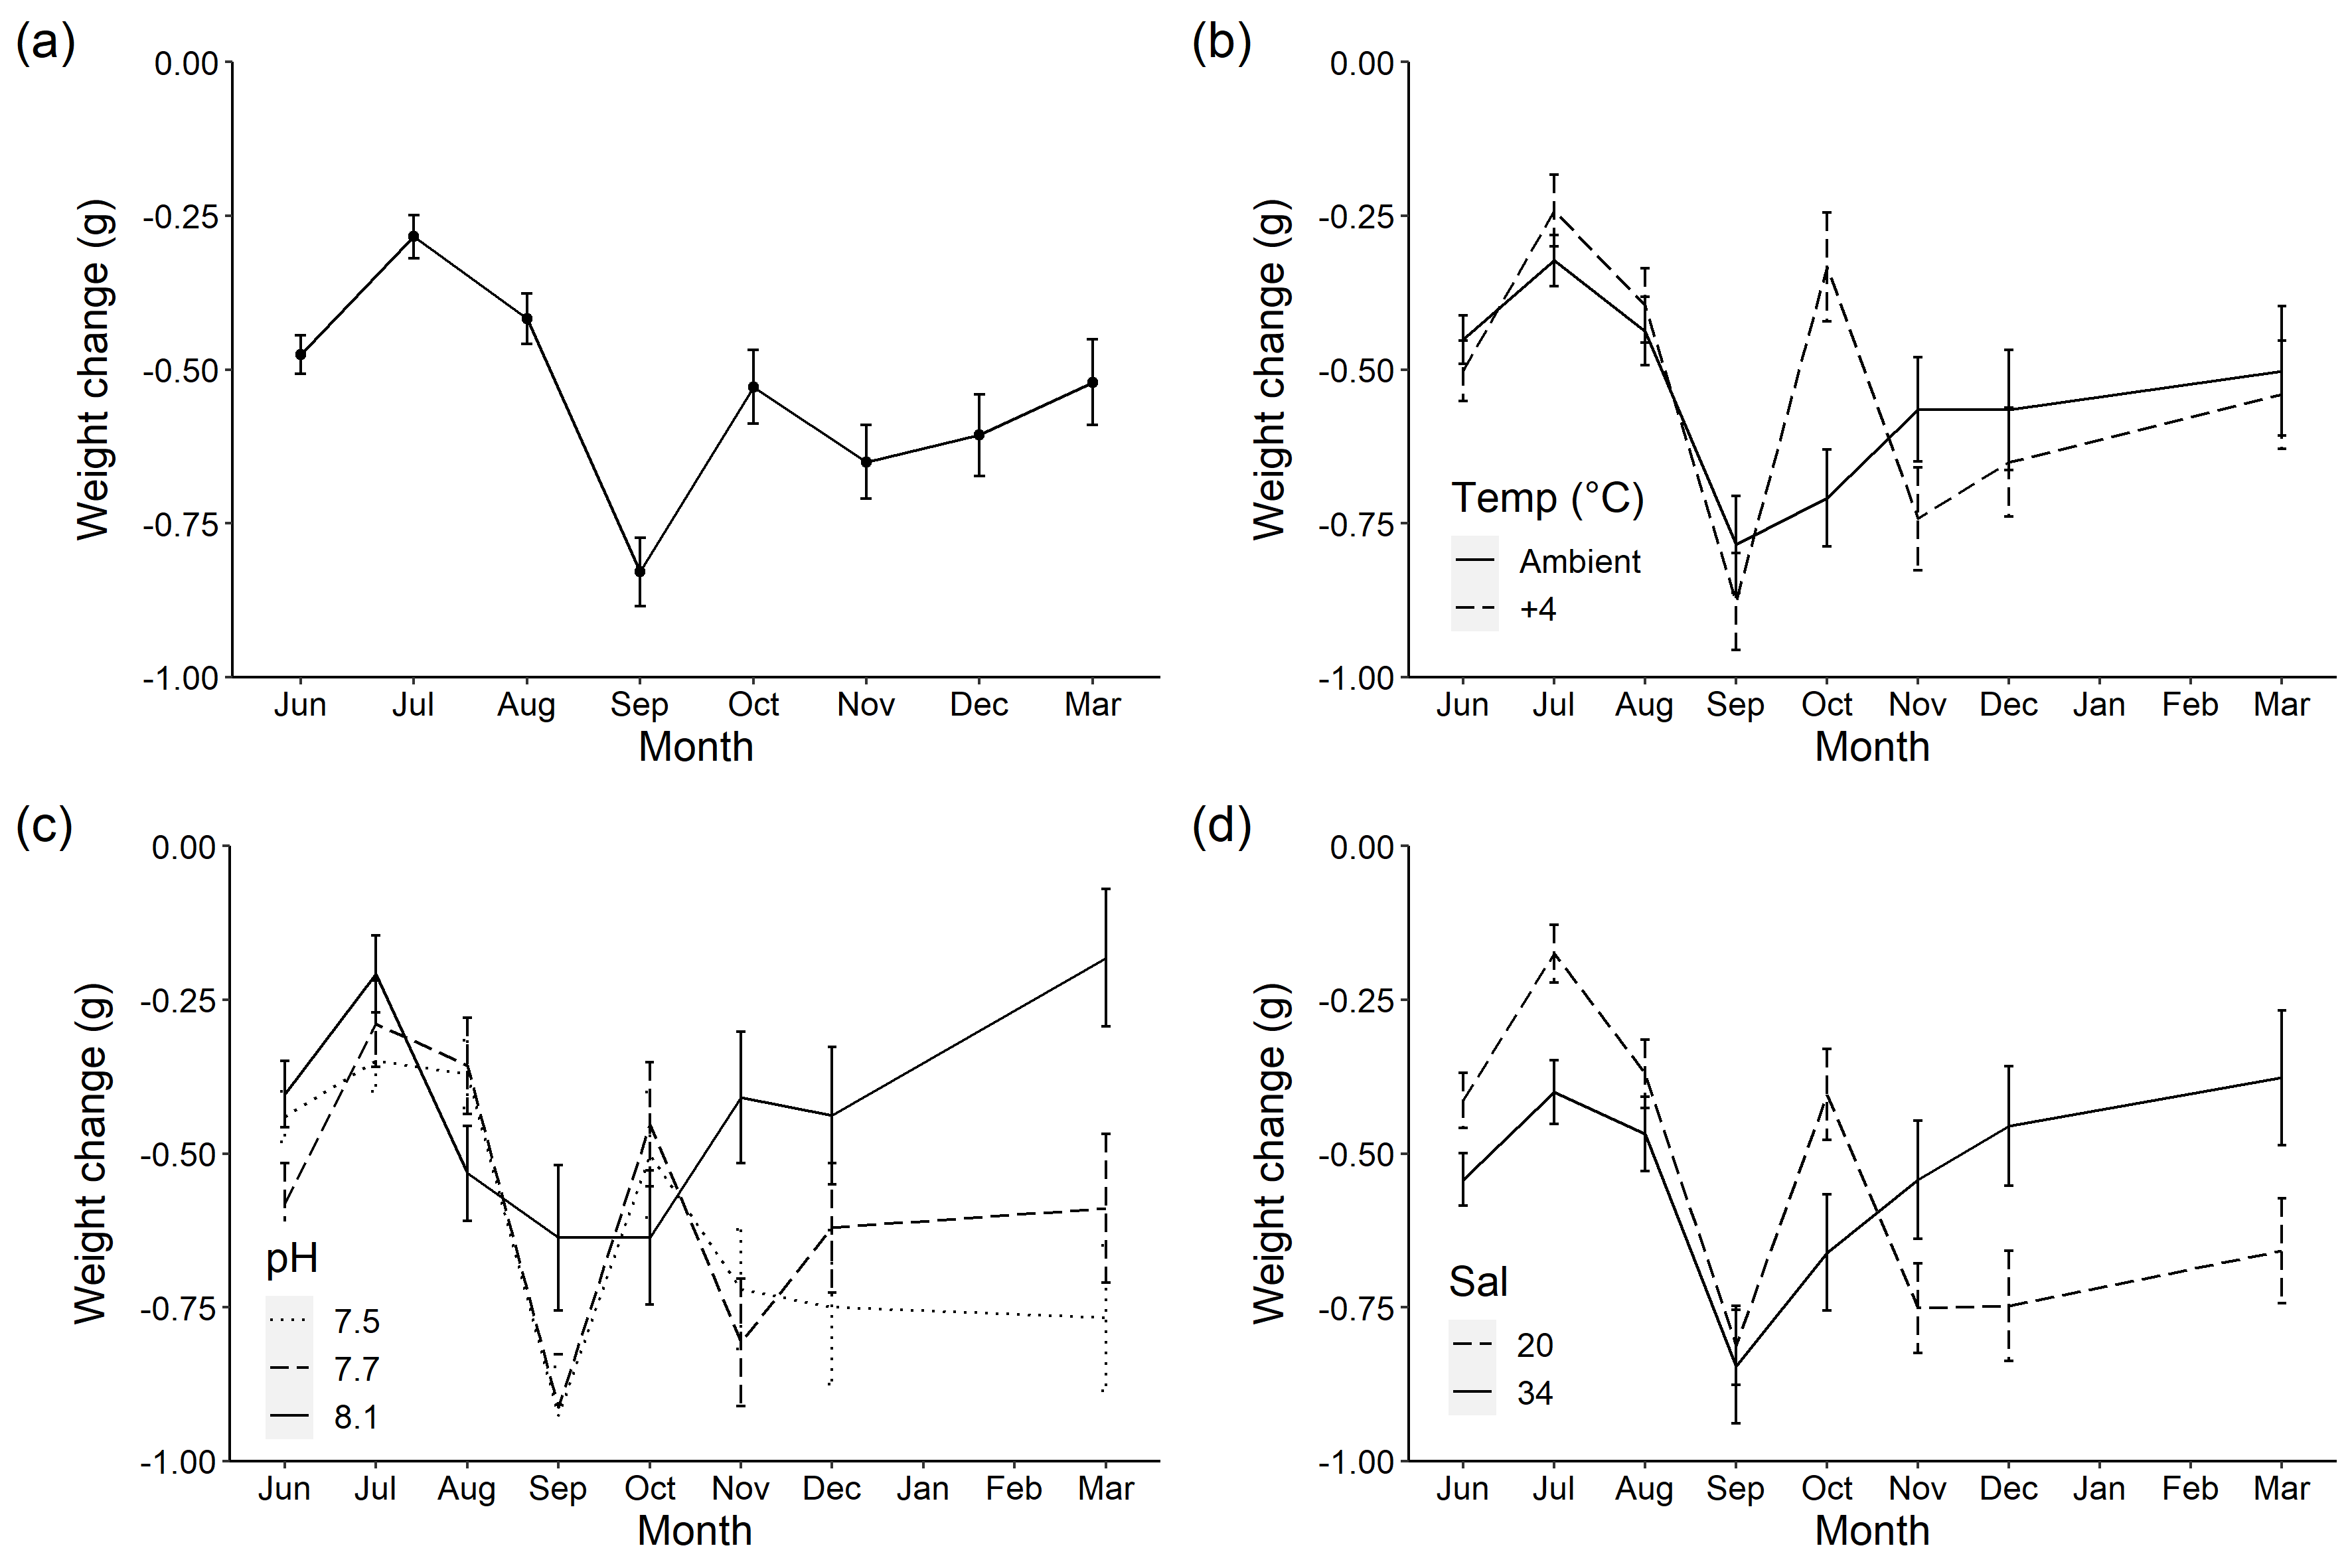 (a)
0.00
-0.25
-0.50
-0.75
-1.00
Weight change (g)
Jun Jul Aug Sep Oct Nov Dec Mar
Month
(b)
0.00
-0.25
-0.50
-0.75
-1.00
Weight change (g)
Temp (°C)
Ambient
+4
Jun Jul Aug Sep Oct Nov Dec Jan Feb Mar
Month
(c)
0.00
-0.25
-0.50
-0.75
-1.00
Weight change (g)
pH
7.5
7.7
8.1
Jun Jul Aug Sep Oct Nov Dec Jan Feb Mar
Month
(d)
0.00
-0.25
-0.50
-0.75
-1.00
Weight change (g)
Sal
20
34
Jun Jul Aug Sep Oct Nov Dec Jan Feb Mar
Month